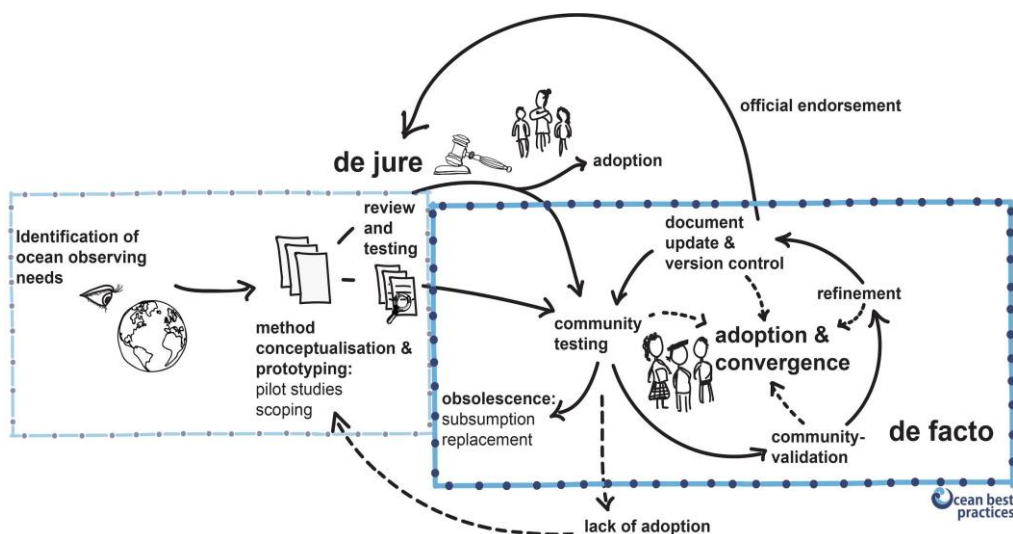 official endorsement
de jure
adoption
Identification of
ocean observing
needs
review
and
testing
method
conceptualisation &
prototyping:
pilot studies
scoping
document
update &
version control
refinement
community
testing
adoption &
convergence
obsolescence:
subsumption
replacement
community-
validation
de facto
lack of adoption
Ocean best
practices